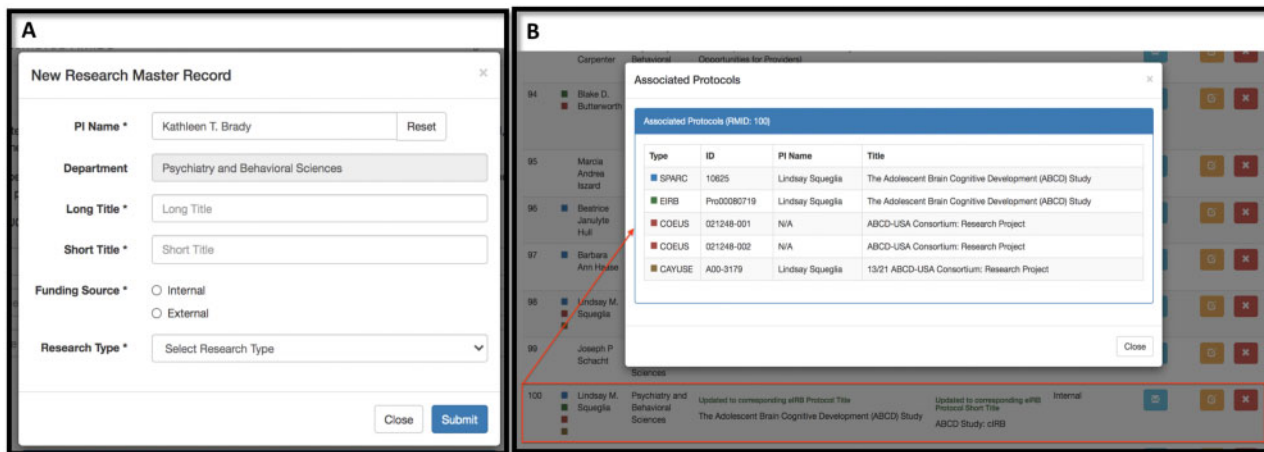 A
New Research Master Record
×
PI Name * Kathleen T. Brady Reset
Department Psychiatry and Behavioral Sciences
Long Title * Long Title
Short Title * Short Title
Funding Source * Internal
External
Research Type * Select Research Type
Close Submit
B
Carpenter Behavioral Opportunities for Providers)
Associated Protocols
×
Associated Protocols (RMID: 100)
Type ID PI Name Title
SPARC 10625 Lindsay Squeglia The Adolescent Brain Cognitive Development (ABCD) Study
EIRB Pro00080719 Lindsay Squeglia The Adolescent Brain Cognitive Development (ABCD) Study
COEUS 021248-001 N/A ABCD-USA Consortium: Research Project
COEUS 021248-002 N/A ABCD-USA Consortium: Research Project
CAYUSE A00-3179 Lindsay Squeglia 13/21 ABCD-USA Consortium: Research Project
Close
94 Blake D.
Butterworth
95 Marcia
Andrea
Iszard
96 Beatrice
Janulyte
Hull
97 Barbara
Ann Hause
98 Lindsay M.
Squeglia
99 Joseph P
Schacht
Sciences
100 Lindsay M. Psychiatry and Updated to corresponding eIRB Protocol Title Updated to corresponding eIRB Internal
Squeglia Behavioral Protocol Short Title
Sciences The Adolescent Brain Cognitive Development (ABCD) Study ABCD Study: cIRB